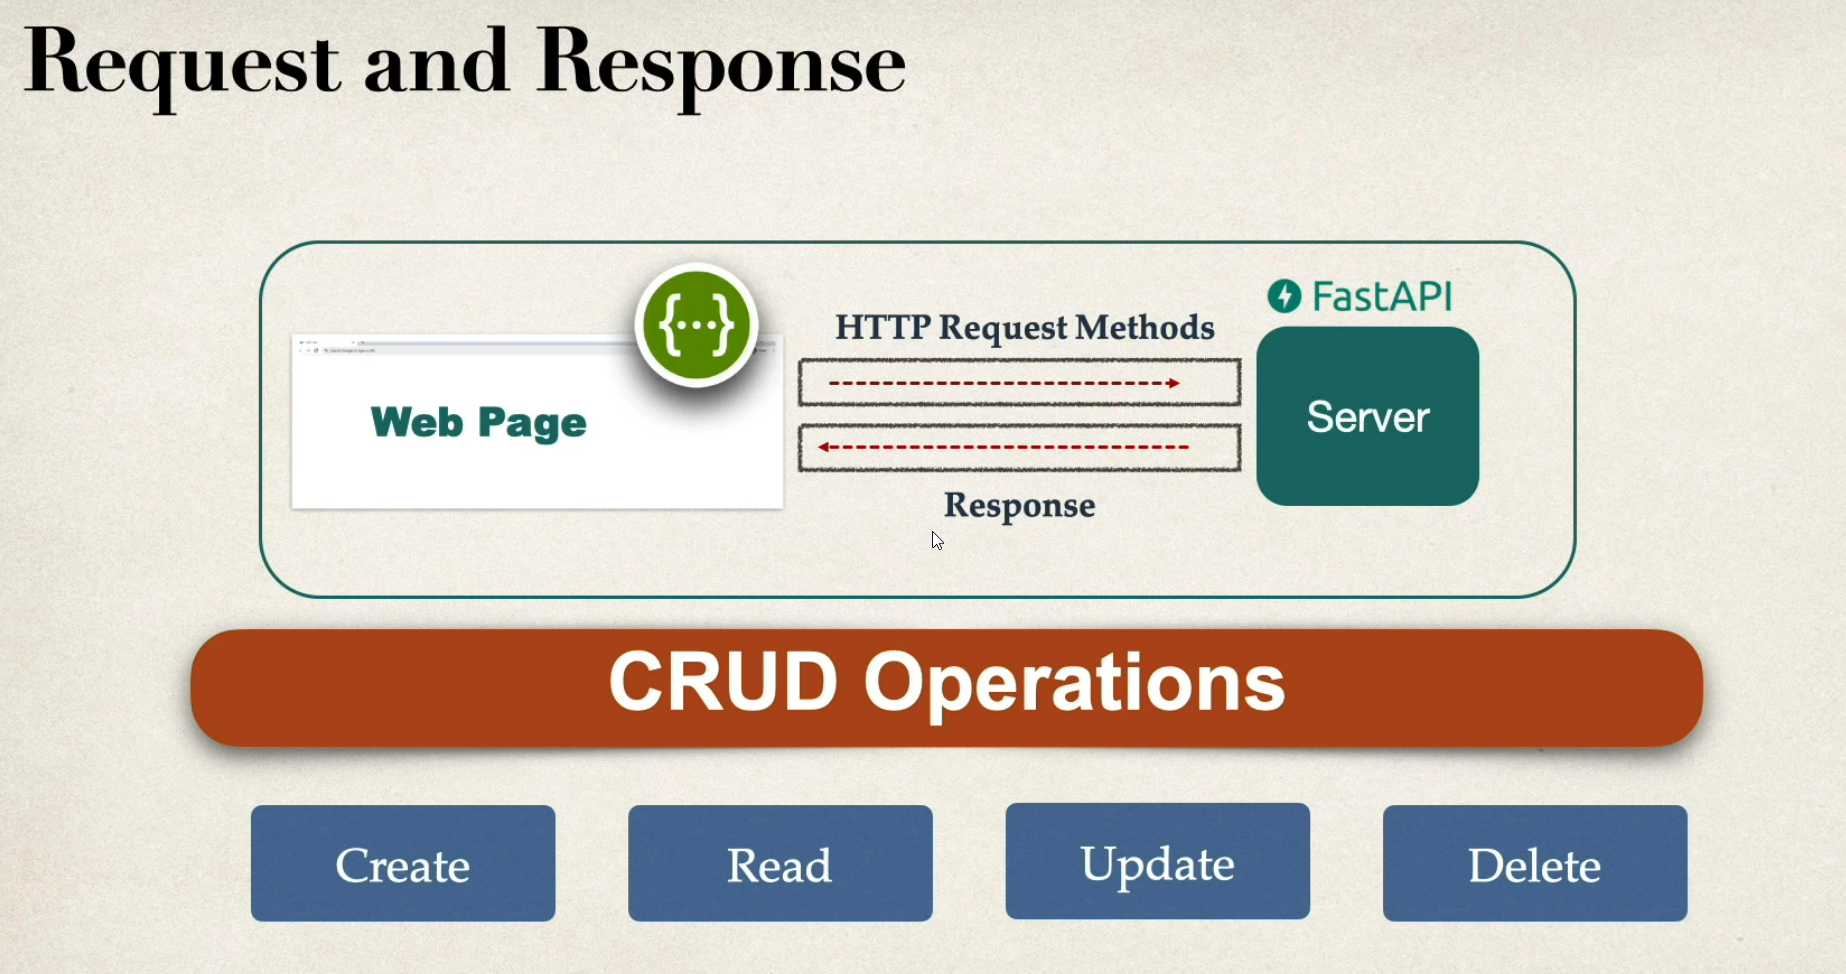 Request and Response
{...}
FastAPI
HTTP Request Methods
Web Page
Server
Response
CRUD Operations
Create
Read
Update
Delete